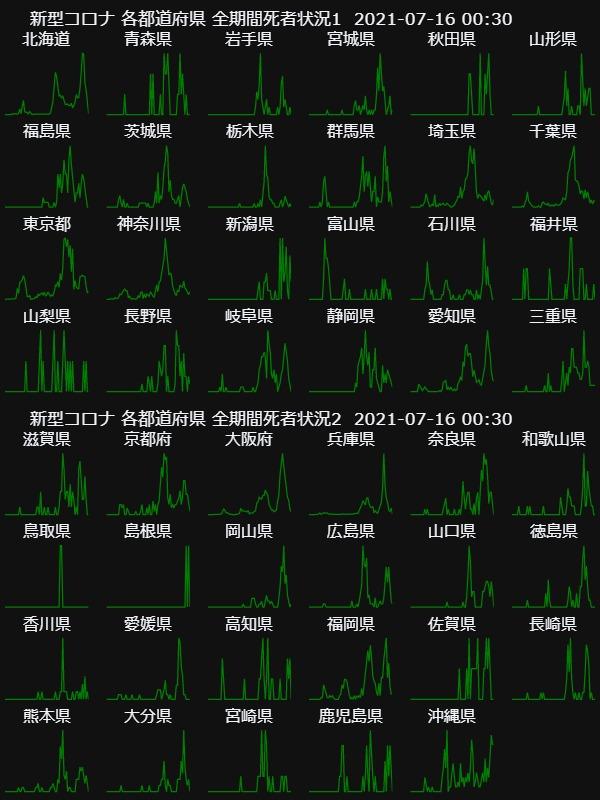 新型コロナ 各都道府県 全期間死者状況1 2021-07-16 00:30
北海道 青森県 岩手県 宮城県 秋田県 山形県
福島県 茨城県 栃木県 群馬県 埼玉県 千葉県
東京都 神奈川県 新潟県 富山県 石川県 福井県
山梨県 長野県 岐阜県 静岡県 愛知県 三重県
新型コロナ 各都道府県 全期間死者状況2 2021-07-16 00:30
滋賀県 京都府 大阪府 兵庫県 奈良県 和歌山県
鳥取県 島根県 岡山県 広島県 山口県 徳島県
香川県 愛媛県 高知県 福岡県 佐賀県 長崎県
熊本県 大分県 宮崎県 鹿児島県 沖縄県